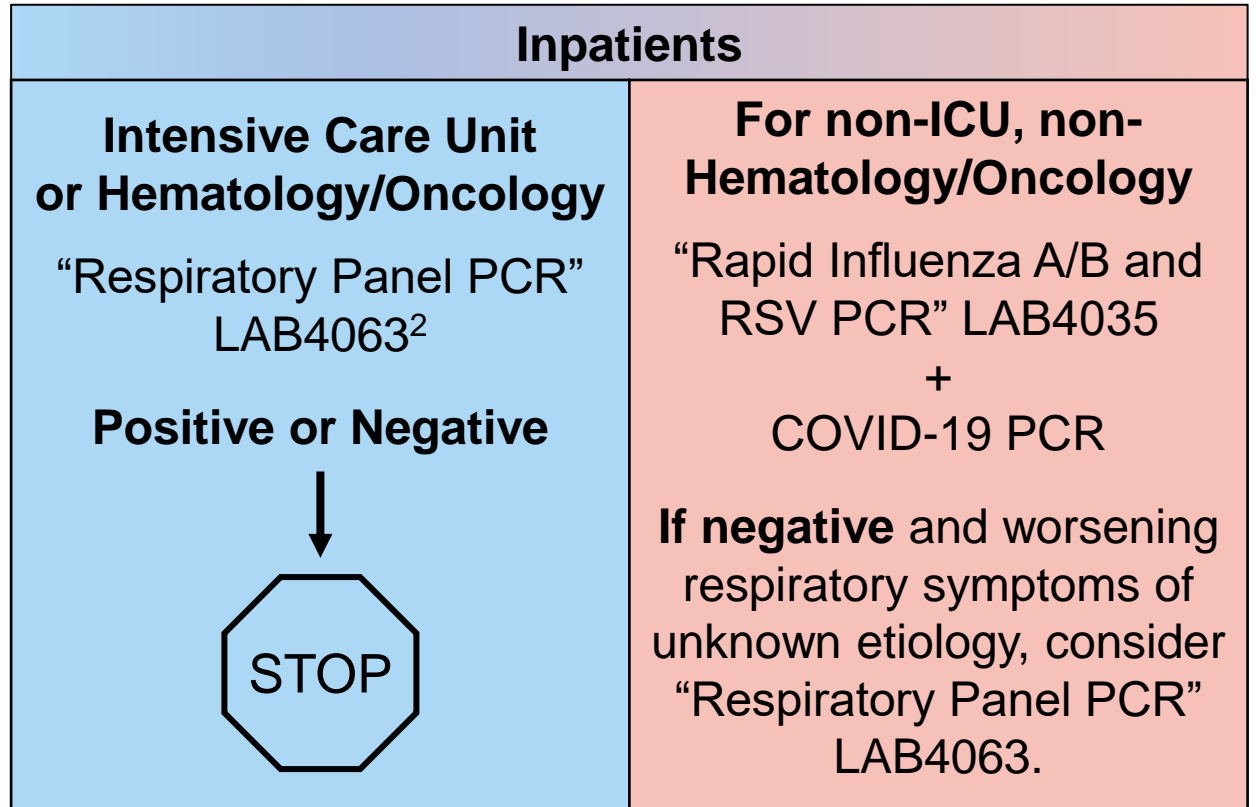 Inpatients
Intensive Care Unit
or Hematology/Oncology
“Respiratory Panel PCR”
LAB4063²
Positive or Negative
STOP
For non-ICU, non-
Hematology/Oncology
“Rapid Influenza A/B and
RSV PCR” LAB4035
+
COVID-19 PCR
If negative and worsening
respiratory symptoms of
unknown etiology, consider
“Respiratory Panel PCR”
LAB4063.